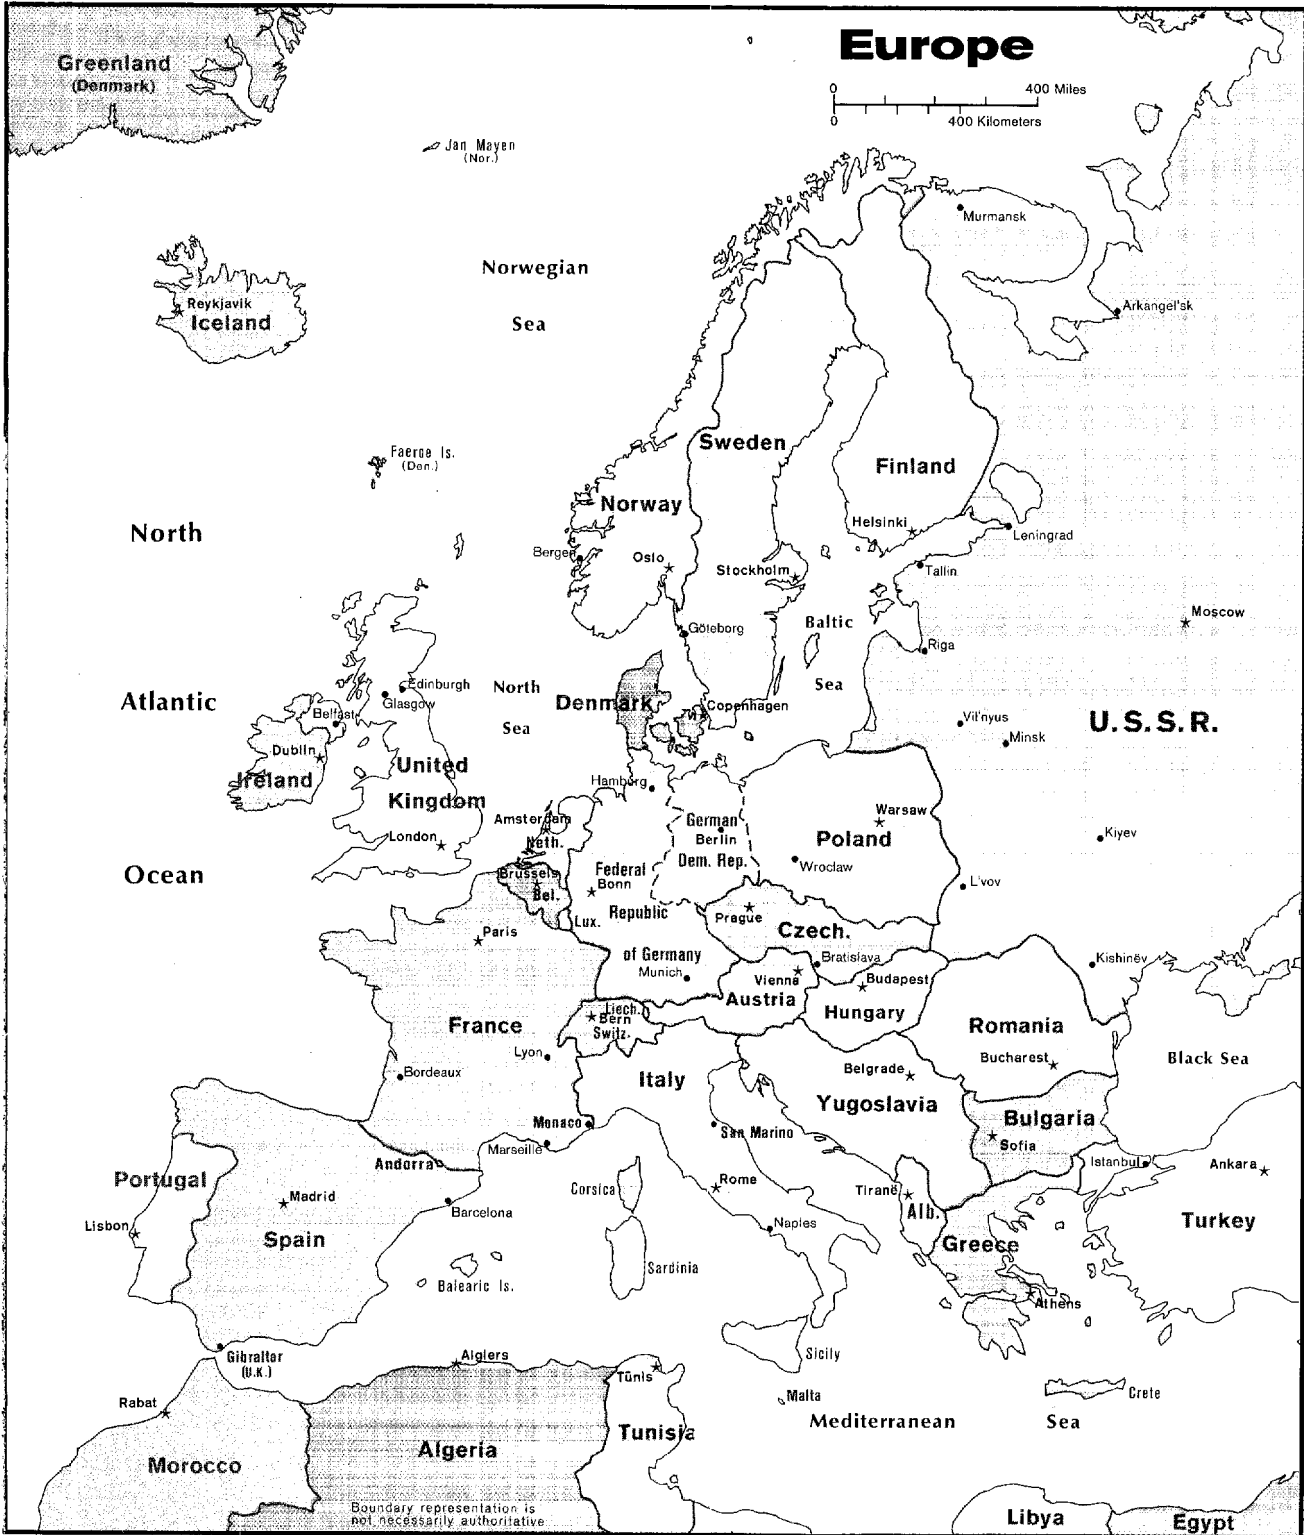 Europe
0 400 Miles
0 400 Kilometers
Greenland
(Denmark)
Jan Mayen
(Nor.)
Murmansk
Norwegian
Sea
Reykjavik
Iceland
Arkangel'sk
Sweden
Faeroe Is.
(Den.)
Finland
Norway
North
Helsinki
Leningrad
Bergen
Oslo
Stockholm
Tallin
Moscow
Göteborg
Baltic
Sea
Riga
Edinburgh
Glasgow
North
Sea
Atlantic
Denmark
Copenhagen
Belfast
Vil'nyus
U.S.S.R.
Minsk
Dublin
Ireland
United
Kingdom
Hamburg
Amsterdam
Neth.
German
Berlin
Dem. Rep.
Warsaw
Poland
Kiyev
London
Wroclaw
Ocean
Brussels
Bel.
Federal
Bonn
Republic
of Germany
L'vov
Lux.
Prague
Czech.
Paris
Munich
Bratislava
Kishinëv
Vienna
Austria
Budapest
Hungary
Liech.
Bern
Switz.
France
Romania
Lyon
Bucharest
Black Sea
Bordeaux
Italy
Belgrade
Yugoslavia
Bulgaria
Sofia
Monaco
San Marino
Marseille
Andorra
Istanbul
Ankara
Portugal
Madrid
Corsica
Rome
Tiranë
Alb.
Barcelona
Lisbon
Naples
Turkey
Spain
Greece
Sardinia
Balearic Is.
Athens
Gibraltar
(U.K.)
Algiers
Sicily
Tunis
Malta
Crete
Rabat
Mediterranean Sea
Tunisia
Algeria
Morocco
Boundary representation is
not necessarily authoritative
Libya
Egypt